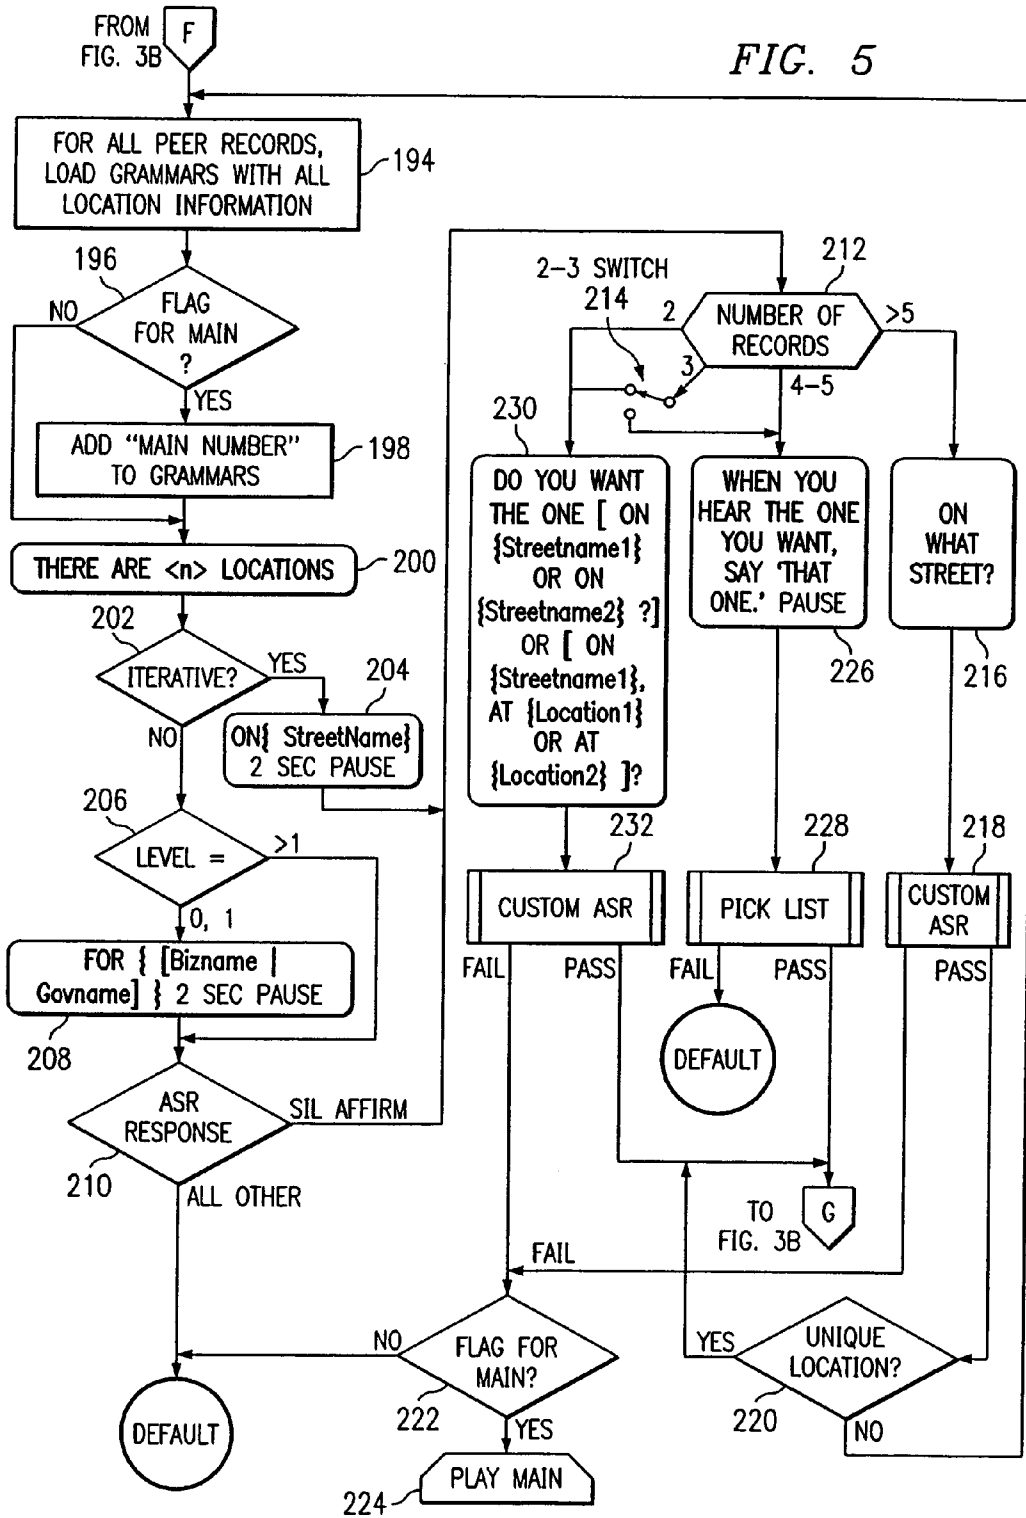 FROM
FIG. 3B
F
FIG. 5
FOR ALL PEER RECORDS,
LOAD GRAMMARS WITH ALL
LOCATION INFORMATION
194
196
FLAG
FOR MAIN
?
NO
YES
ADD "MAIN NUMBER"
TO GRAMMARS
198
THERE ARE <n> LOCATIONS
200
202
ITERATIVE?
YES
NO
204
ON{ StreetName}
2 SEC PAUSE
206
LEVEL =
>1
0, 1
FOR { [Bizname |
Govname] } 2 SEC PAUSE
208
ASR
RESPONSE
SIL AFFIRM
210
ALL OTHER
DEFAULT
212
2-3 SWITCH
214
NUMBER OF
RECORDS
2
3
4-5
>5
230
DO YOU WANT
THE ONE [ ON
{Streetname1}
OR ON
{Streetname2} ?]
OR [ ON
{Streetname1},
AT {Location1}
OR AT
{Location2} ]?
WHEN YOU
HEAR THE ONE
YOU WANT,
SAY 'THAT
ONE.' PAUSE
226
ON
WHAT
STREET?
216
232
CUSTOM ASR
FAIL
PASS
228
PICK LIST
FAIL
PASS
DEFAULT
218
CUSTOM
ASR
PASS
TO
FIG. 3B
G
FAIL
NO
FLAG FOR
MAIN?
222
YES
PLAY MAIN
224
YES
UNIQUE
LOCATION?
220
NO